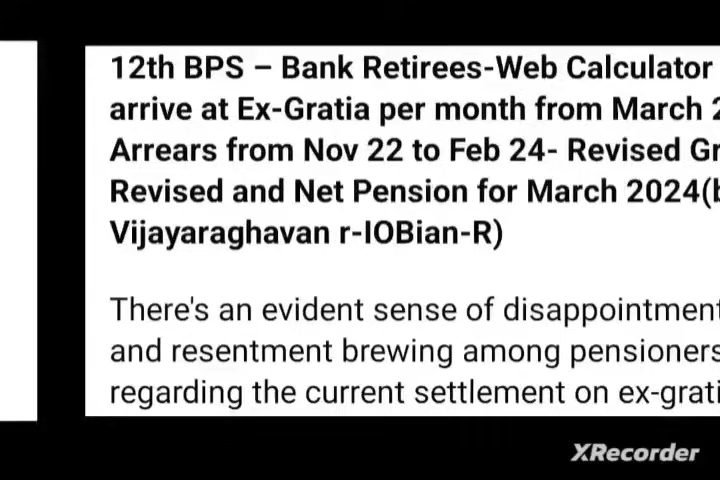 12th BPS – Bank Retirees-Web Calculator
arrive at Ex-Gratia per month from March
Arrears from Nov 22 to Feb 24- Revised
Revised and Net Pension for March 2024(
Vijayaraghavan r-IOBian-R)
There's an evident sense of disappointment
and resentment brewing among pensioners
regarding the current settlement on
XRecorder